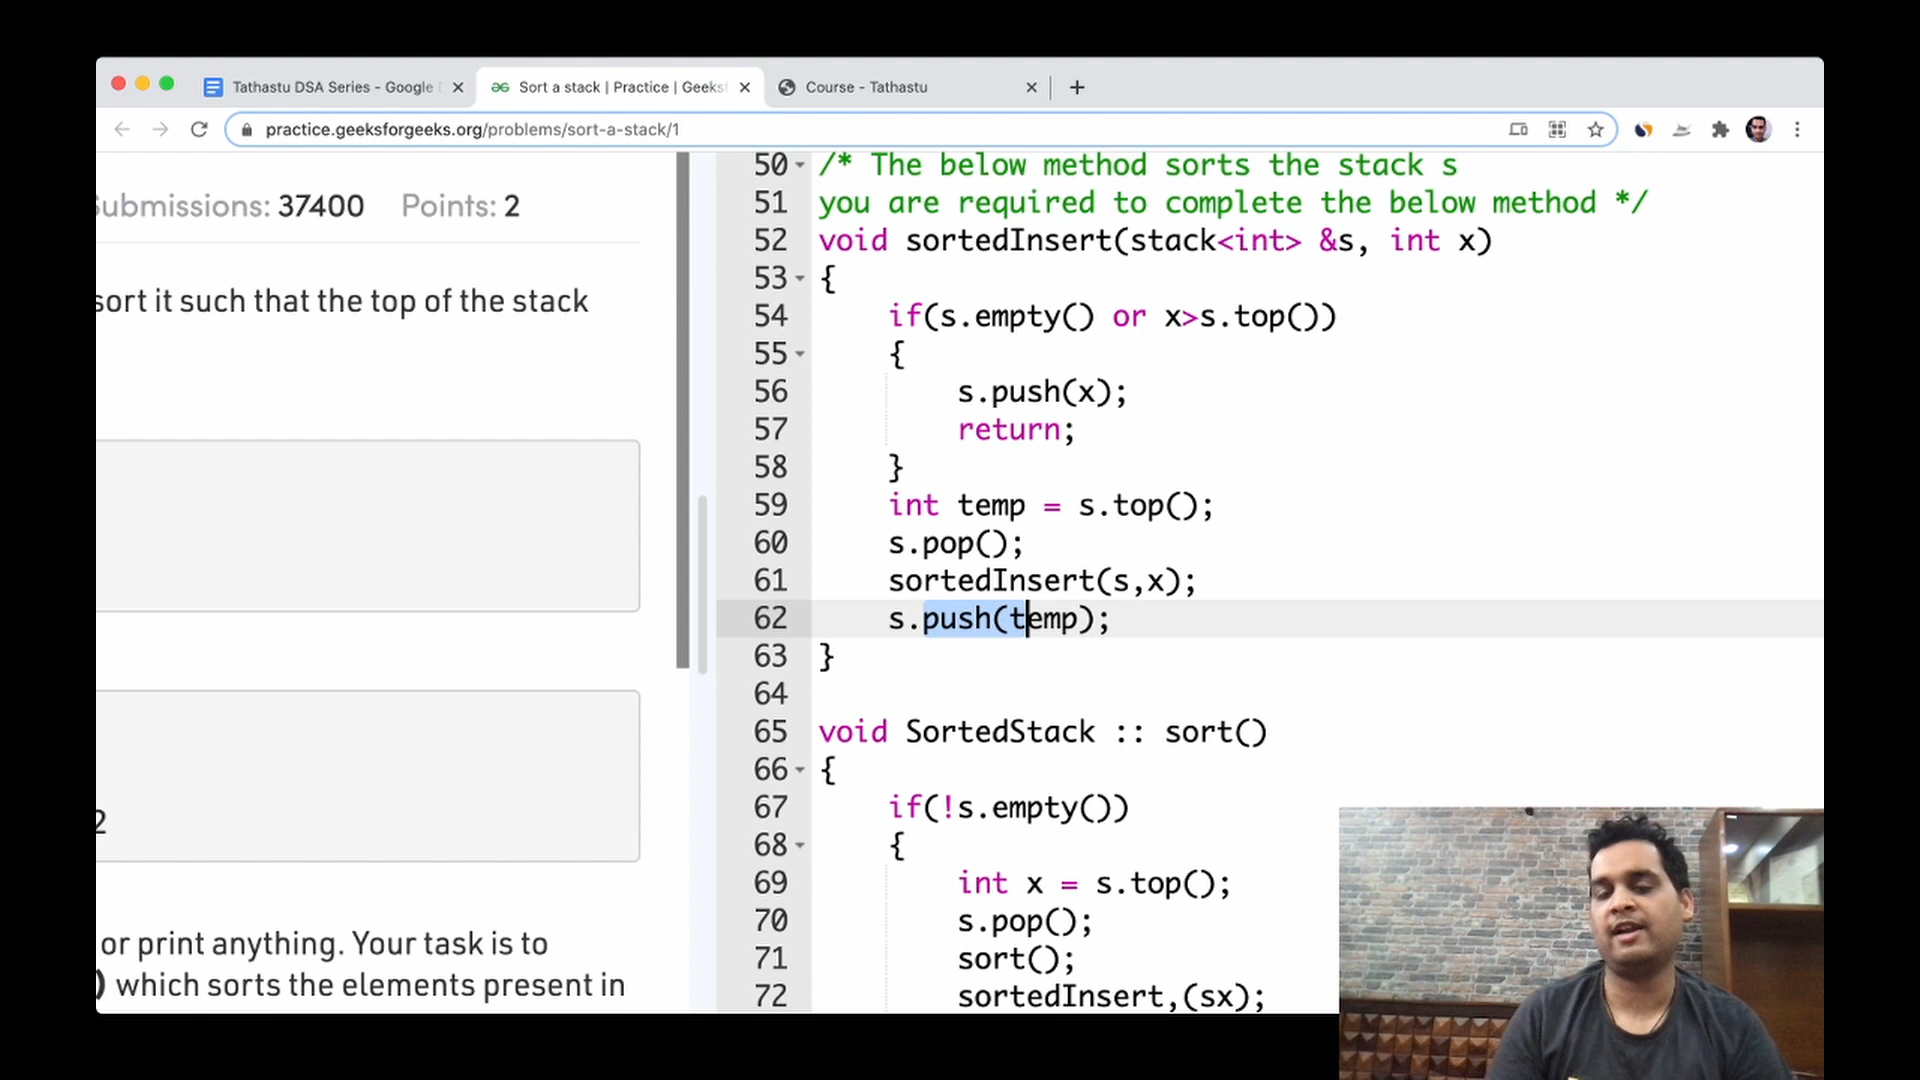 Tathastu DSA Series - Google D
Sort a stack | Practice | Geeks
Course - Tathastu
practice.geeksforgeeks.org/problems/sort-a-stack/1
Submissions: 37400 Points: 2
sort it such that the top of the stack
2
or print anything. Your task is to
) which sorts the elements present in
50 /* The below method sorts the stack s
51 you are required to complete the below method */
52 void sortedInsert(stack<int> &s, int x)
53 {
54 if(s.empty() or x>s.top())
55 {
56 s.push(x);
57 return;
58 }
59 int temp = s.top();
60 s.pop();
61 sortedInsert(s,x);
62 s.push(temp);
63 }
64
65 void SortedStack :: sort()
66 {
67 if(!s.empty())
68 {
69 int x = s.top();
70 s.pop();
71 sort();
72 sortedInsert,(sx);